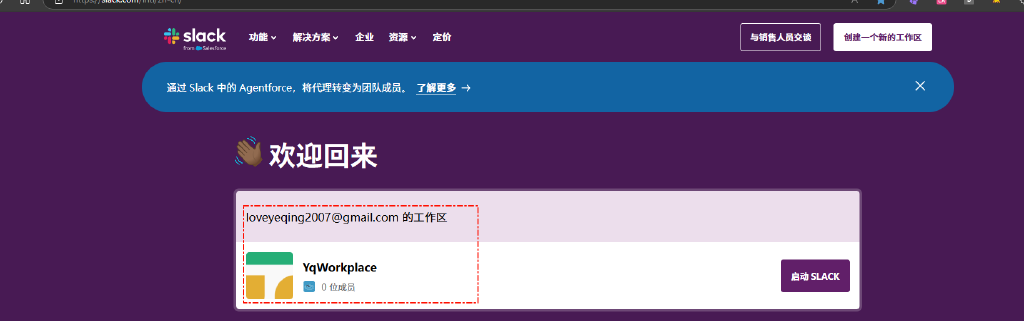 slack
from Salesforce
功能 解决方案 企业 资源 定价
与销售人员交谈
创建一个新的工作区
通过 Slack 中的 Agentforce，将代理转变为团队成员。 了解更多 →
欢迎回来
loveyeqing2007@gmail.com 的工作区
YqWorkplace
0 位成员
启动 SLACK